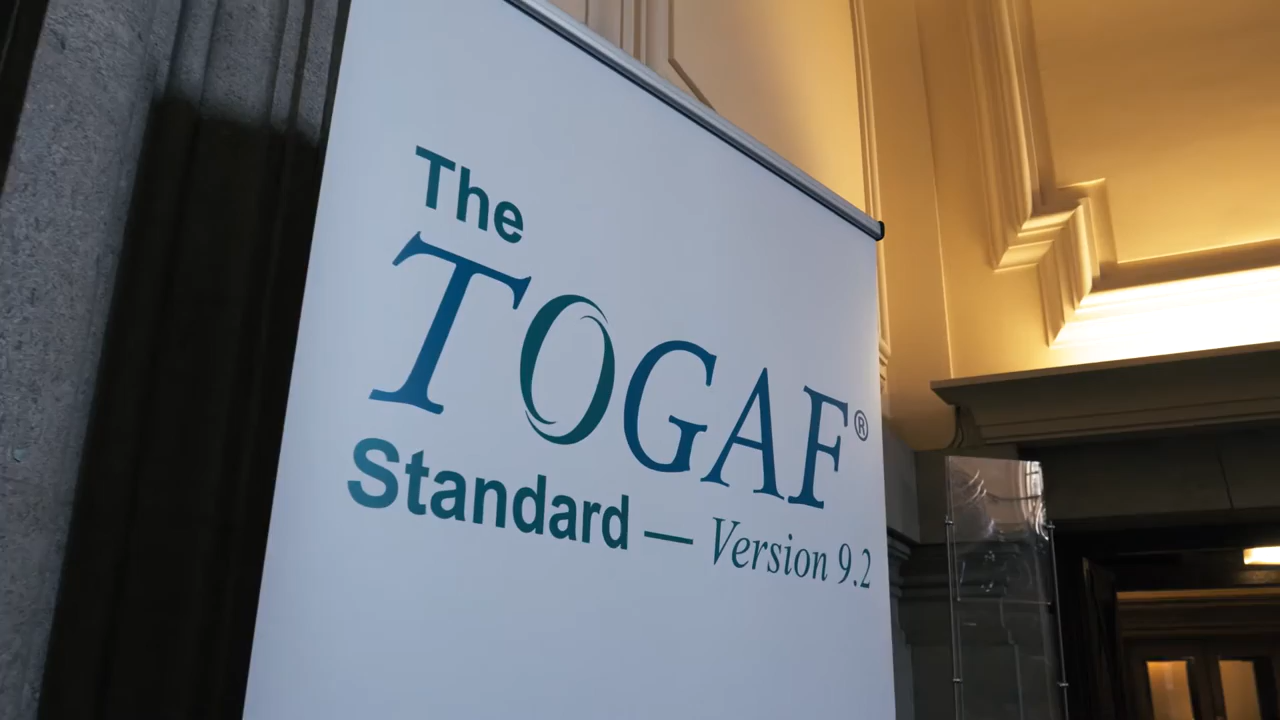 The
TOGAF®
Standard — Version 9.2